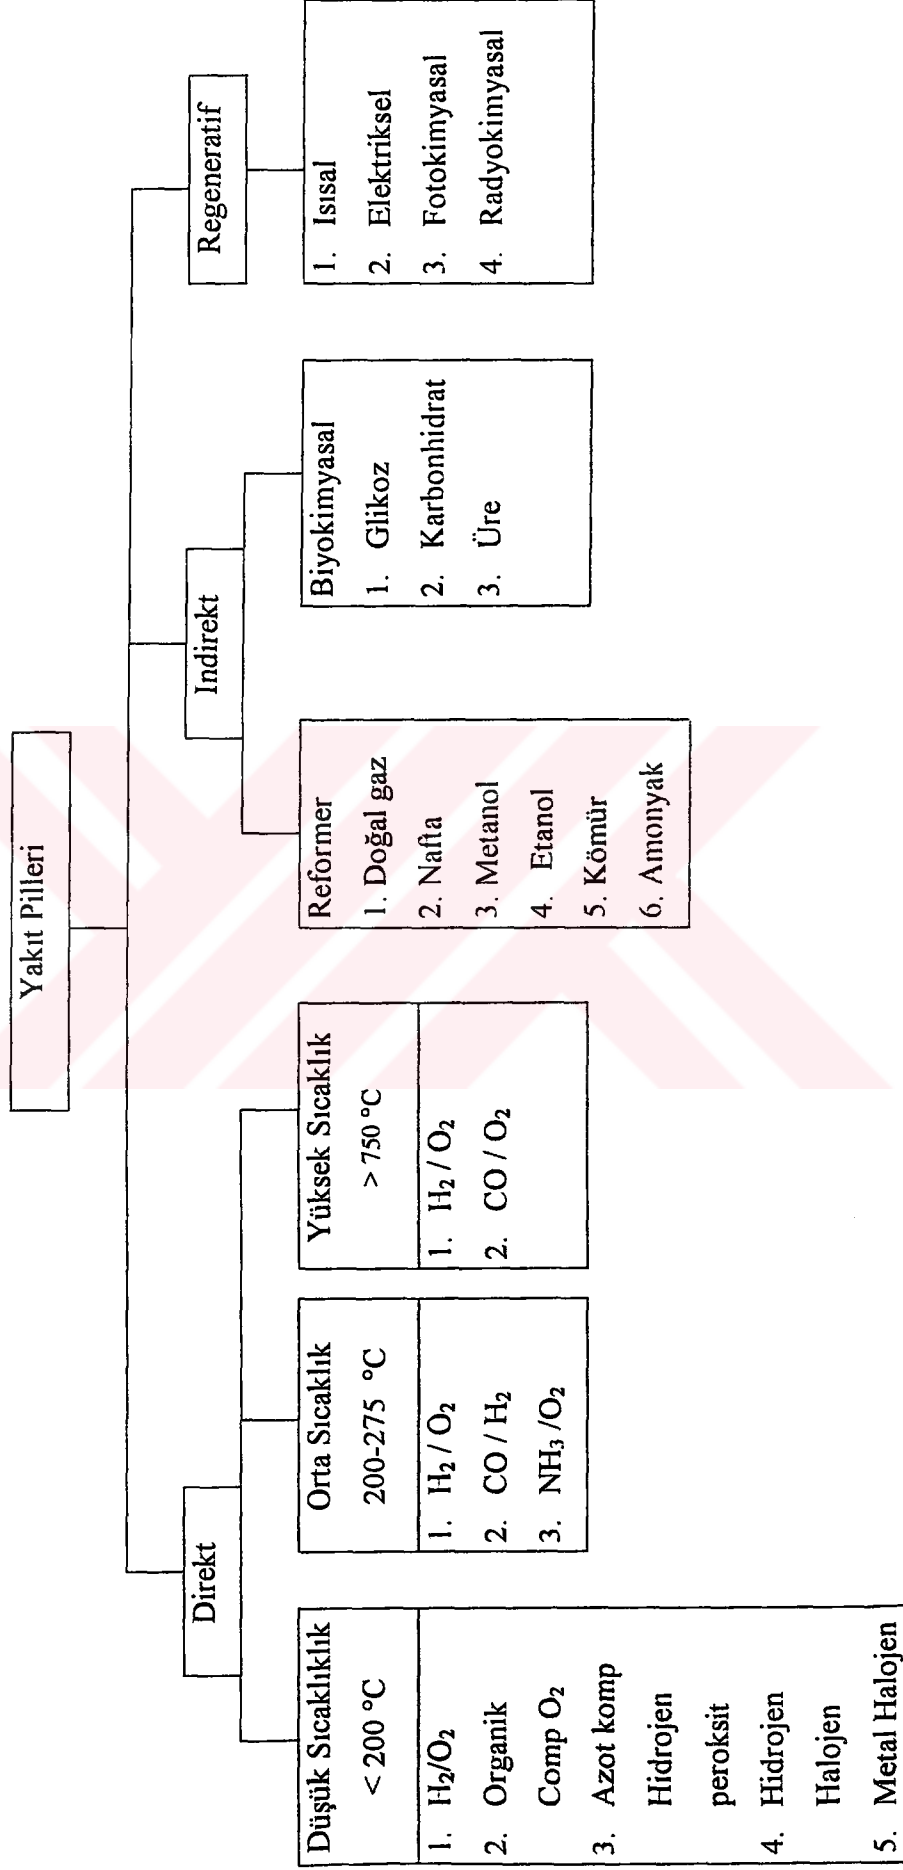 Yakıt Pilleri
Direkt
Indirekt
Regeneratif
Düşük Sıcaklıklık
< 200 °C
1. H₂/O₂
2. Organik
Comp O₂
3. Azot komp
Hidrojen
peroksit
4. Hidrojen
Halojen
5. Metal Halojen
Orta Sıcaklık
200-275 °C
1. H₂ / O₂
2. CO / H₂
3. NH₃ /O₂
Yüksek Sıcaklık
> 750 °C
1. H₂ / O₂
2. CO / O₂
Reformer
1. Doğal gaz
2. Nafta
3. Metanol
4. Etanol
5. Kömür
6. Amonyak
Biyokimyasal
1. Glikoz
2. Karbonhidrat
3. Üre
1. Isısal
2. Elektriksel
3. Fotokimyasal
4. Radyokimyasal